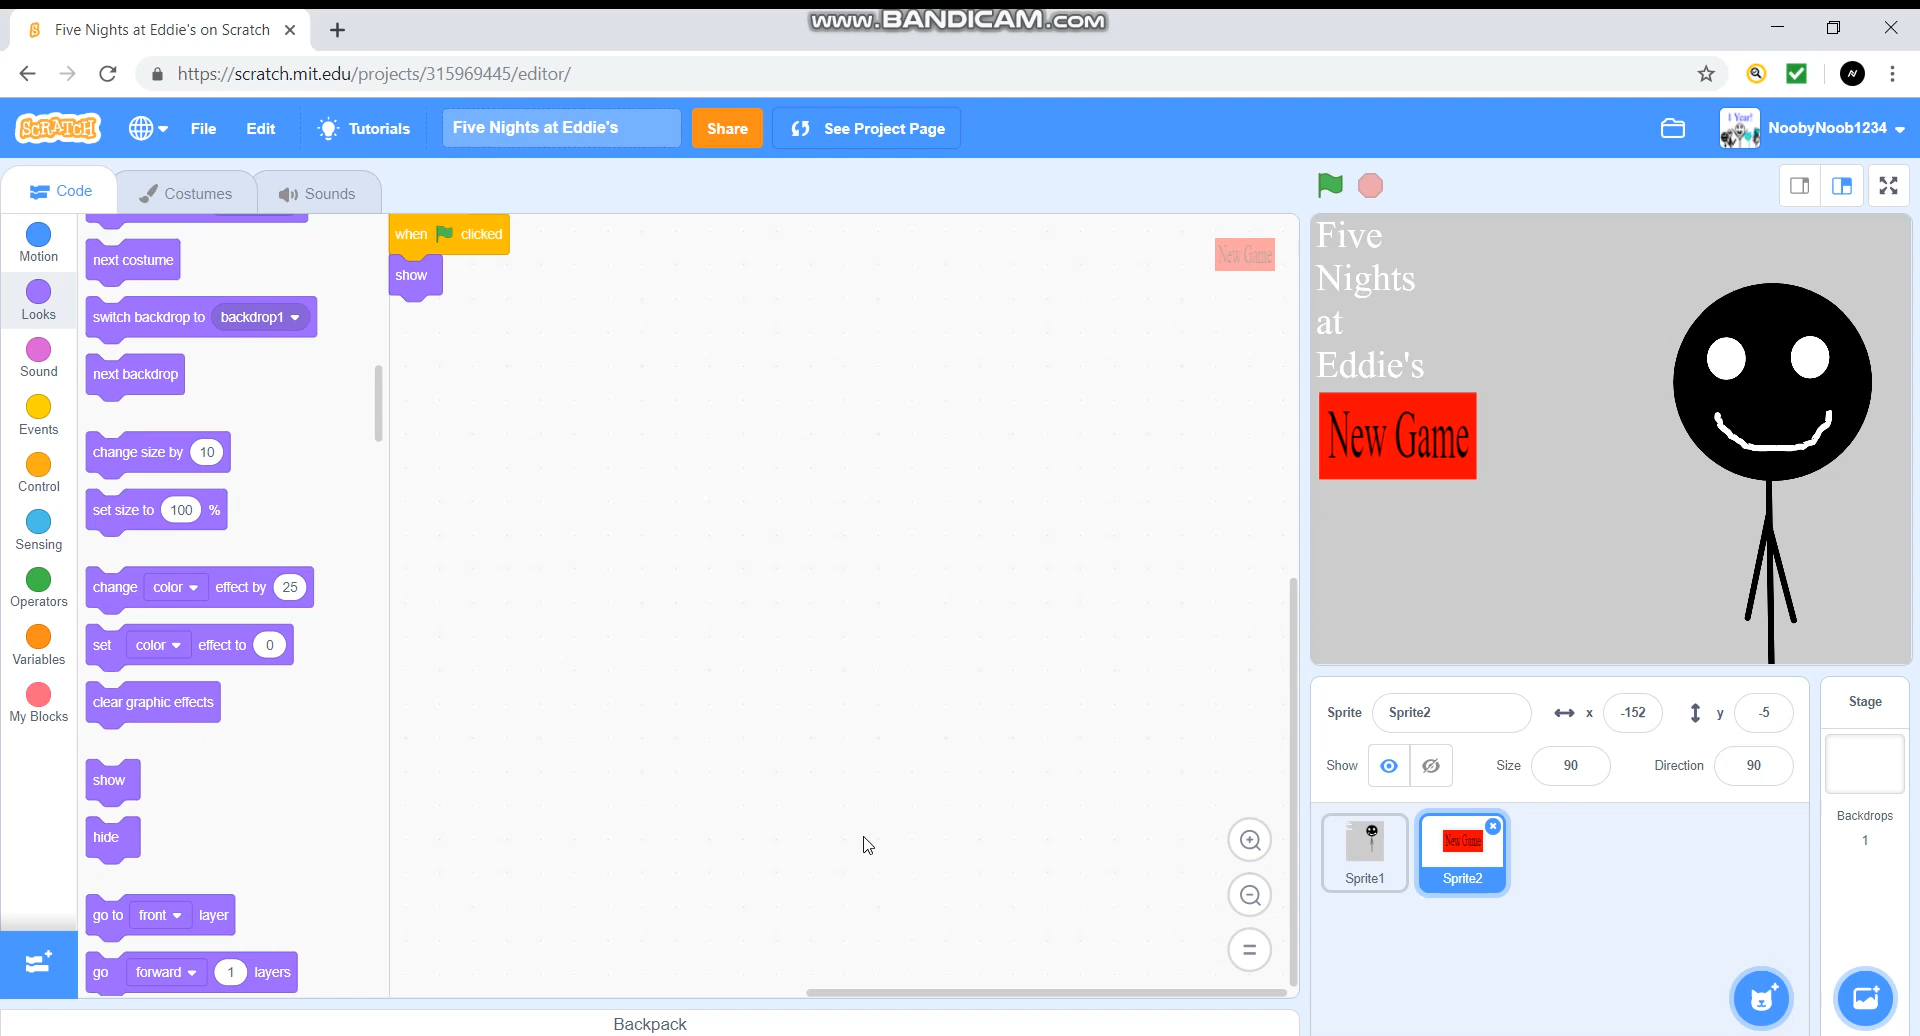 www.BANDICAM.com
Five Nights at Eddie's on Scratch
https://scratch.mit.edu/projects/315969445/editor/
SCRATCH
File
Edit
Tutorials
Five Nights at Eddie's
Share
See Project Page
1 Year!
NoobyNoob1234
Code
Costumes
Sounds
Motion
Looks
Sound
Events
Control
Sensing
Operators
Variables
My Blocks
next costume
switch backdrop to backdrop1
next backdrop
change size by 10
set size to 100 %
change color effect by 25
set color effect to 0
clear graphic effects
show
hide
go to front layer
go forward 1 layers
when clicked
show
New Game
Five
Nights
at
Eddie's
New Game
Sprite Sprite2 x -152 y -5
Show Size 90 Direction 90
Sprite1
New Game
Sprite2
Stage
Backdrops
1
Backpack